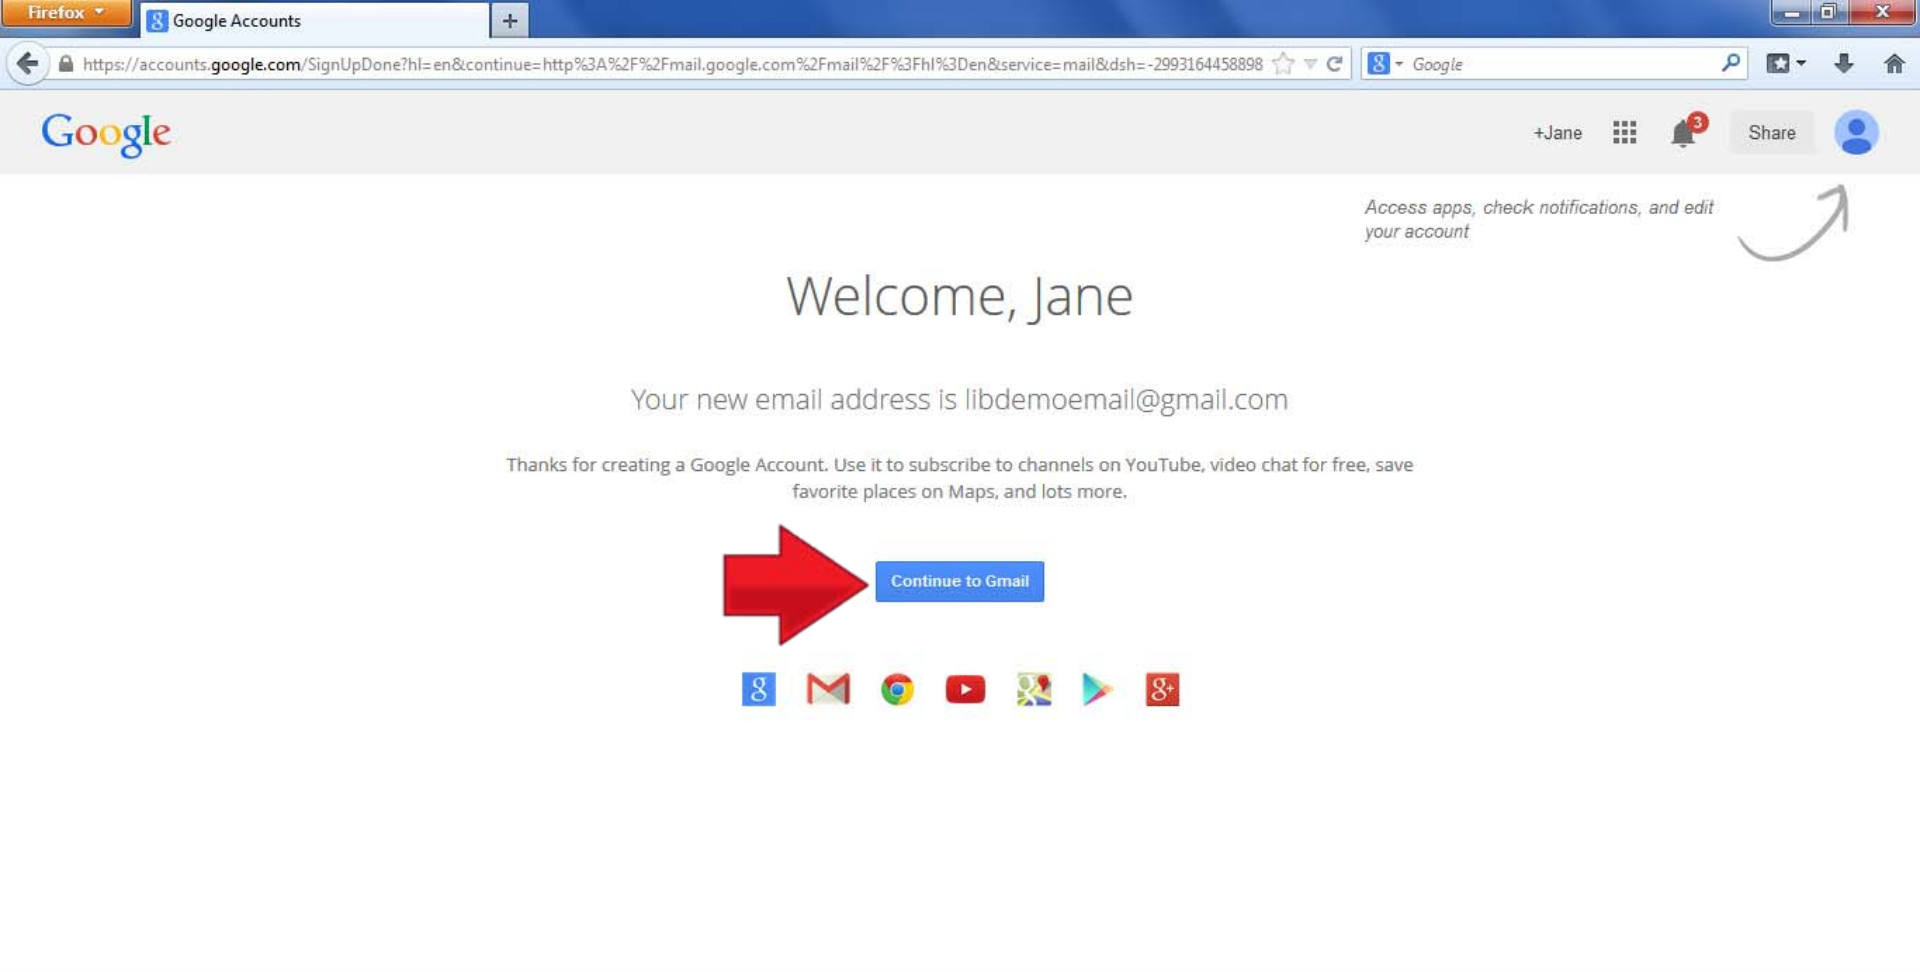 Firefox
Google Accounts
https://accounts.google.com/SignUpDone?hl=en&continue=http%3A%2F%2Fmail.google.com%2Fmail%2F%3Fhl%3Den&service=mail&dsh=-2993164458898
Google
Google
+Jane
3
Share
Access apps, check notifications, and edit
your account
Welcome, Jane
Your new email address is libdemoemail@gmail.com
Thanks for creating a Google Account. Use it to subscribe to channels on YouTube, video chat for free, save
favorite places on Maps, and lots more.
Continue to Gmail